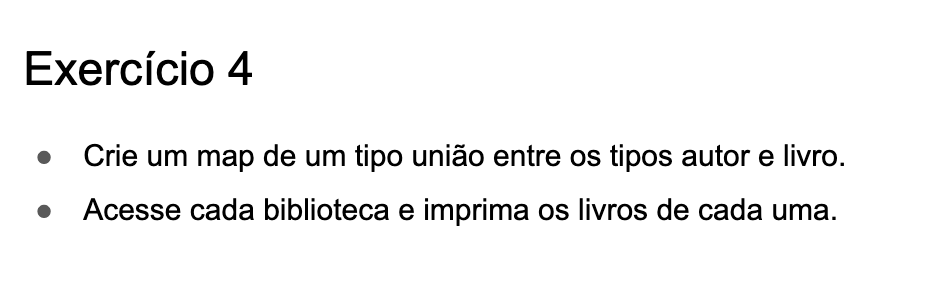 Exercício 4
● Crie um map de um tipo união entre os tipos autor e livro.
● Acesse cada biblioteca e imprima os livros de cada uma.